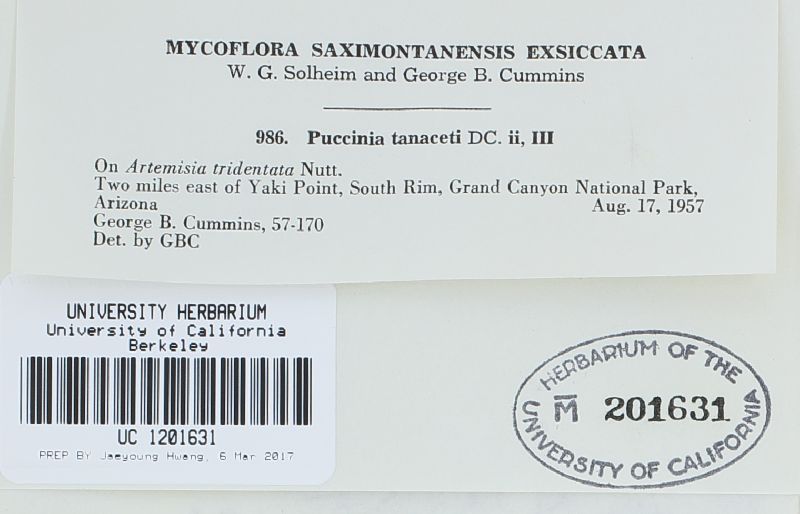 MYCOFLORA SAXIMONTANENSIS EXSICCATA
W. G. Solheim and George B. Cummins
986. Puccinia tanaceti DC. ii, III
On Artemisia tridentata Nutt.
Two miles east of Yaki Point, South Rim, Grand Canyon National Park,
Arizona Aug. 17, 1957
George B. Cummins, 57-170
Det. by GBC
UNIVERSITY HERBARIUM
University of California
Berkeley
UC 1201631
PREP BY Jaeyoung Hwang, 6 Mar 2017
HERBARIUM OF THE
M 201631
UNIVERSITY OF CALIFORNIA